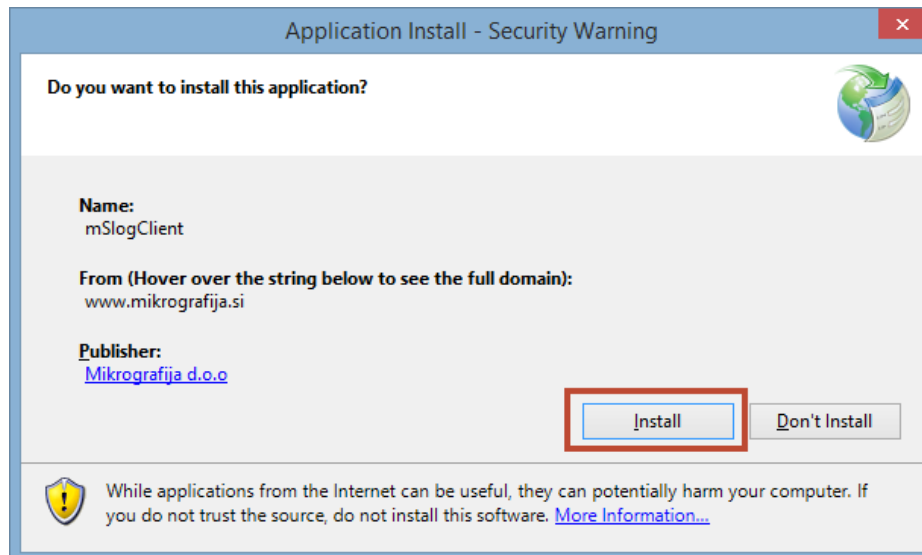 Application Install - Security Warning
Do you want to install this application?
Name:
mSlogClient
From (Hover over the string below to see the full domain):
www.mikrografija.si
Publisher:
Mikrografija d.o.o
Install
Don't Install
While applications from the Internet can be useful, they can potentially harm your computer. If
you do not trust the source, do not install this software. More Information...